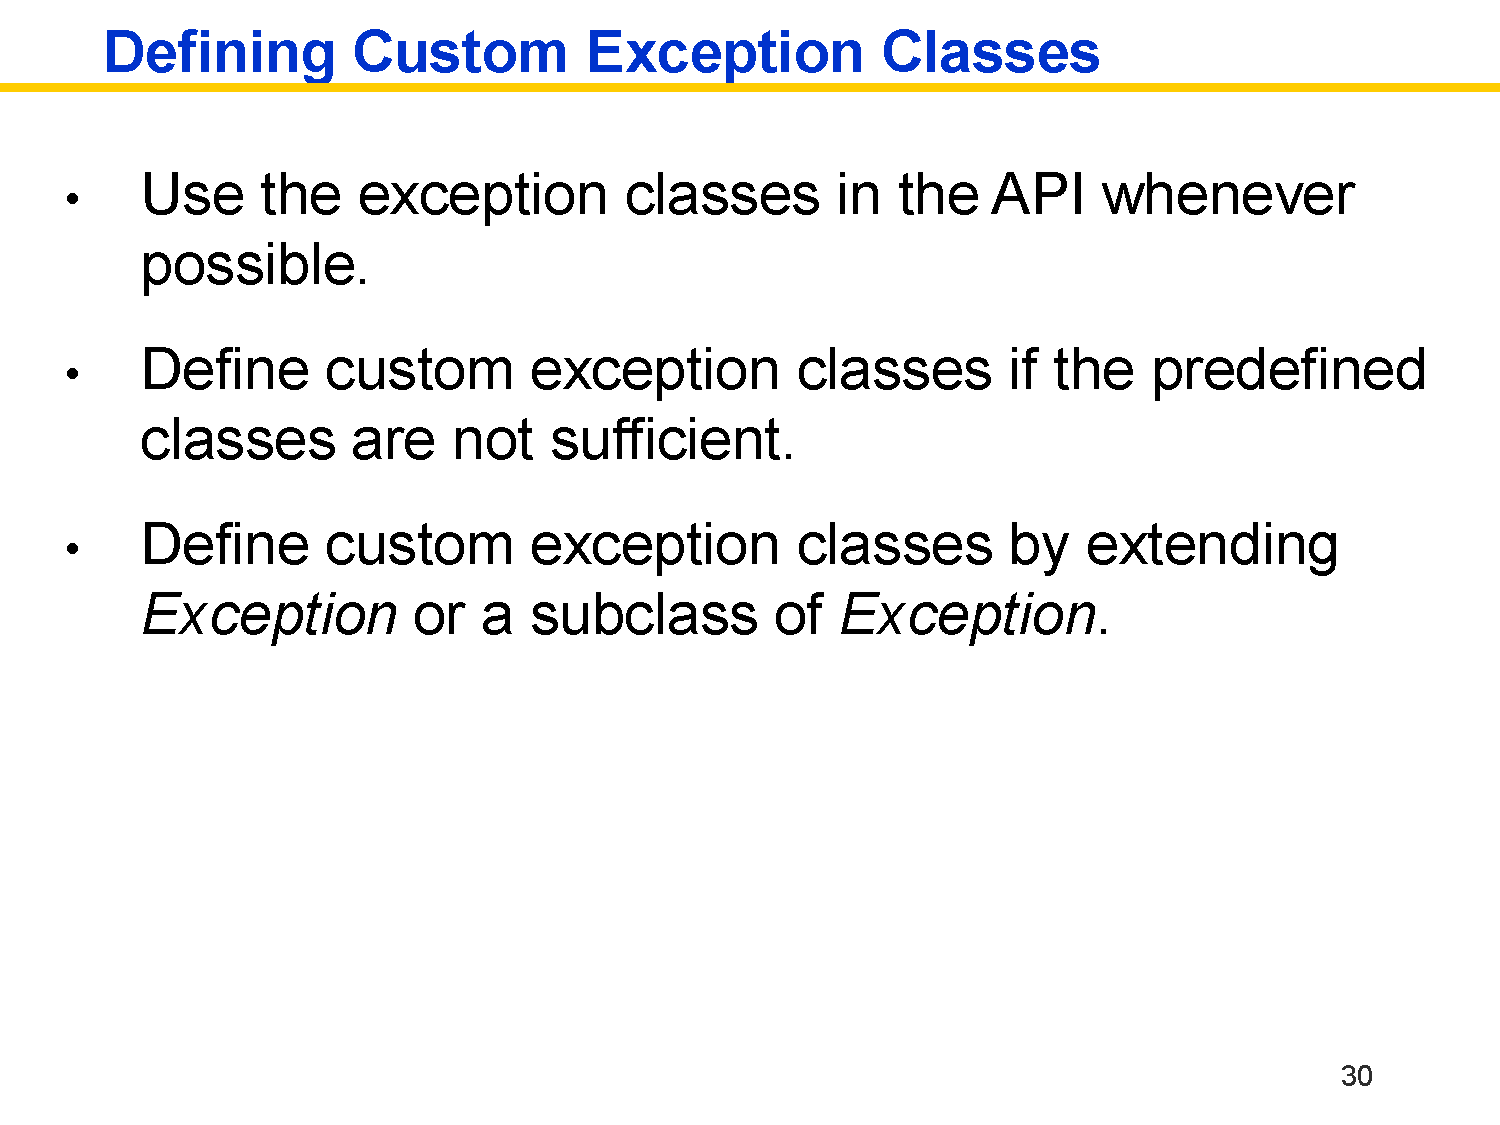 Defining Custom Exception Classes
• Use the exception classes in the API whenever
possible.
• Define custom exception classes if the predefined
classes are not sufficient.
• Define custom exception classes by extending
Exception or a subclass of Exception.
30